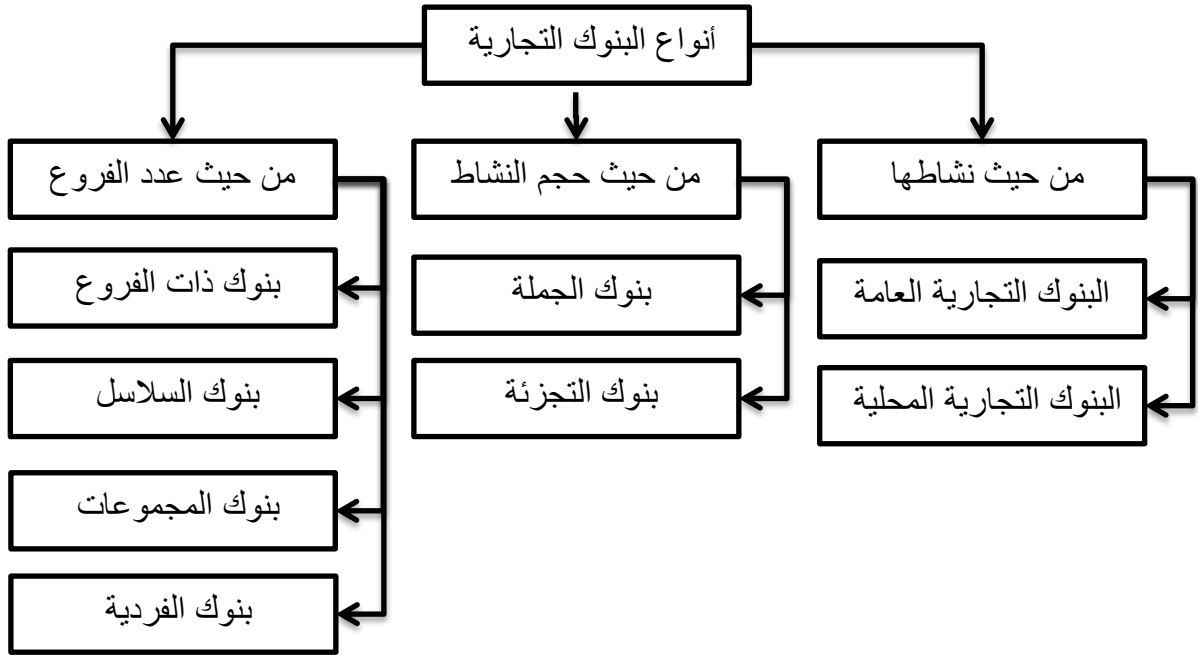 أنواع البنوك التجارية
من حيث نشاطها
من حيث حجم النشاط
من حيث عدد الفروع
البنوك التجارية العامة
بنوك الجملة
بنوك ذات الفروع
البنوك التجارية المحلية
بنوك التجزئة
بنوك السلاسل
بنوك المجموعات
بنوك الفردية